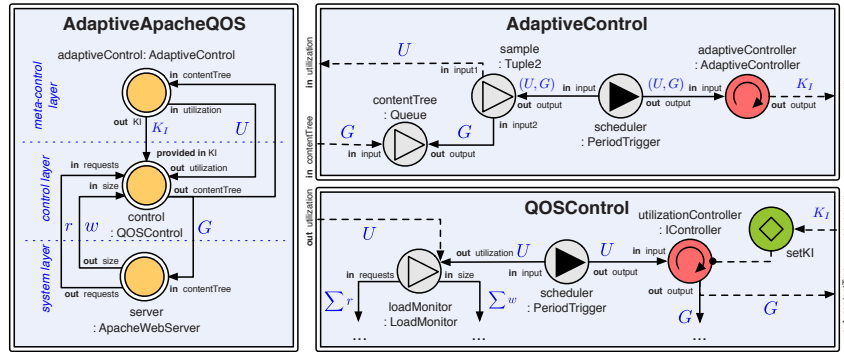 AdaptiveApacheQOS
adaptiveControl: AdaptiveControl
in contentTree
in utilization
out KI
K_I
U
meta-control layer
provided in KI
in requests
out utilization
in size
out contentTree
control
: QOSControl
control layer
r
w
G
out size
out requests
in contentTree
system layer
server
: ApacheWebServer
AdaptiveControl
in utilization
U
sample
: Tuple2
in input1
adaptiveController
: AdaptiveController
(U, G)
in input
(U, G)
in input
K_I
out output
out output
out output
contentTree
: Queue
in contentTree
G
in input
G
out output
in input2
scheduler
: PeriodTrigger
QOSControl
out utilization
U
utilizationController
: IController
K_I
out utilization
U
U
in input
setKI
in requests
in size
in input
out output
out output
∑ r
∑ w
loadMonitor
: LoadMonitor
scheduler
: PeriodTrigger
G
G
...
...
...